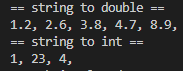 == string to double ==
1.2, 2.6, 3.8, 4.7, 8.9,
== string to int ==
1, 23, 4,